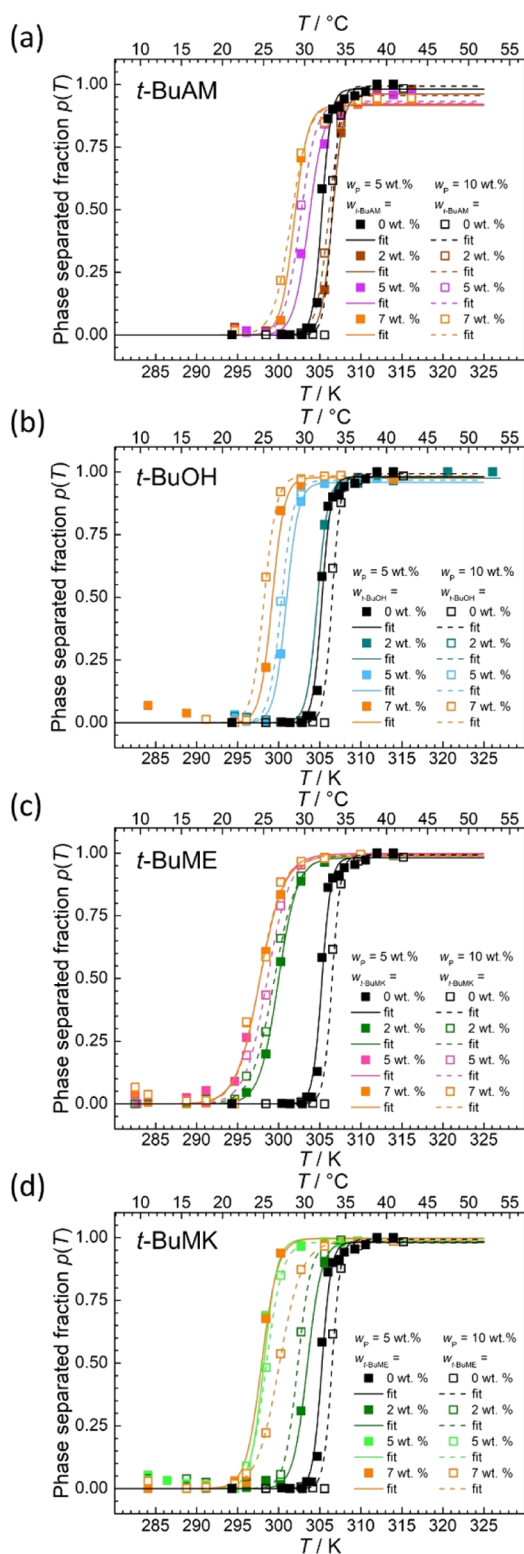 (a)
T / °C
10 15 20 25 30 35 40 45 50 55
t-BuAM
Phase separated fraction p(T)
1.00
0.75
0.50
0.25
0.00
wP = 5 wt.% wP = 10 wt.%
wt-BuAM = wt-BuAM =
0 wt. % 0 wt. %
fit fit
2 wt. % 2 wt. %
fit fit
5 wt. % 5 wt. %
fit fit
7 wt. % 7 wt. %
fit fit
285 290 295 300 305 310 315 320 325
T / K
(b)
T / °C
10 15 20 25 30 35 40 45 50 55
t-BuOH
Phase separated fraction p(T)
1.00
0.75
0.50
0.25
0.00
wP = 5 wt.% wP = 10 wt.%
wt-BuOH = wt-BuOH =
0 wt. % 0 wt. %
fit fit
2 wt. % 2 wt. %
fit fit
5 wt. % 5 wt. %
fit fit
7 wt. % 7 wt. %
fit fit
285 290 295 300 305 310 315 320 325
T / K
(c)
T / °C
10 15 20 25 30 35 40 45 50 55
t-BuME
Phase separated fraction p(T)
1.00
0.75
0.50
0.25
0.00
wP = 5 wt.% wP = 10 wt.%
wt-BuMK = wt-BuMK =
0 wt. % 0 wt. %
fit fit
2 wt. % 2 wt. %
fit fit
5 wt. % 5 wt. %
fit fit
7 wt. % 7 wt. %
fit fit
285 290 295 300 305 310 315 320 325
T / K
(d)
T / °C
10 15 20 25 30 35 40 45 50 55
t-BuMK
Phase separated fraction p(T)
1.00
0.75
0.50
0.25
0.00
wP = 5 wt.% wP = 10 wt.%
wt-BuME = wt-BuME =
0 wt. % 0 wt. %
fit fit
2 wt. % 2 wt. %
fit fit
5 wt. % 5 wt. %
fit fit
7 wt. % 7 wt. %
fit fit
285 290 295 300 305 310 315 320 325
T / K